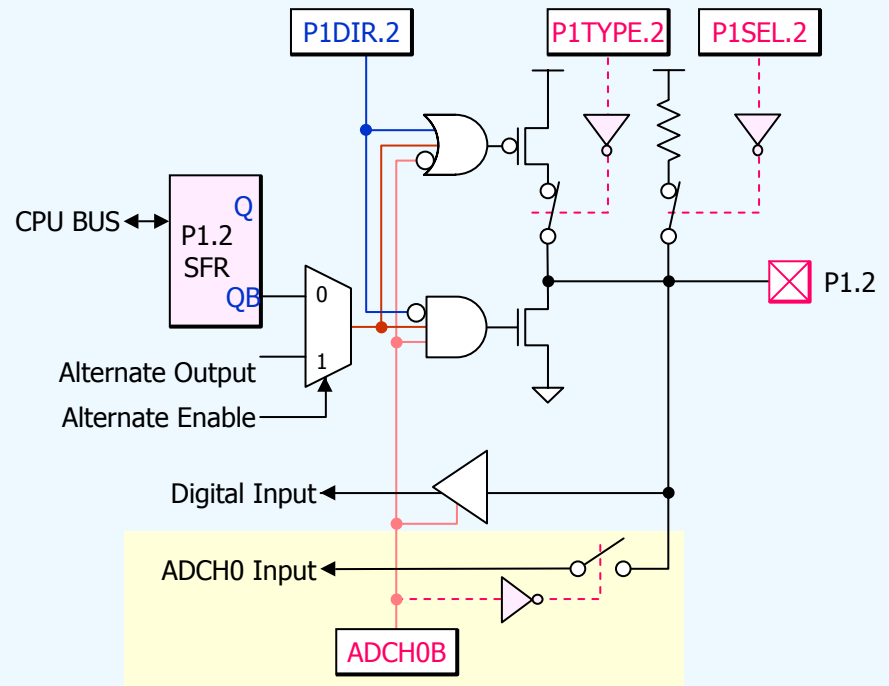 P1DIR.2
P1TYPE.2
P1SEL.2
CPU BUS
Q
P1.2
SFR
QB
0
1
P1.2
Alternate Output
Alternate Enable
Digital Input
ADCH0 Input
ADCH0B